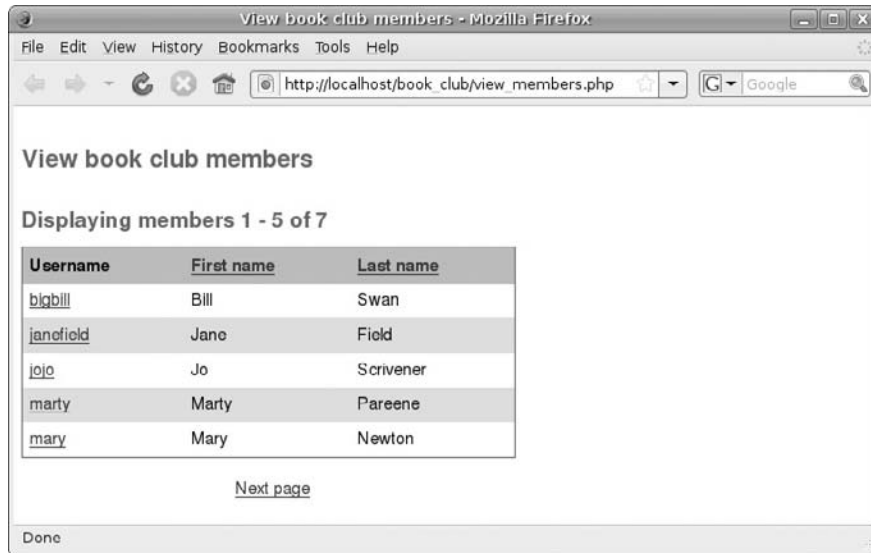 View book club members - Mozilla Firefox
File Edit View History Bookmarks Tools Help
http://localhost/book_club/view_members.php G Google
View book club members
Displaying members 1 - 5 of 7
Username First name Last name
bigbill Bill Swan
janefield Jane Field
jojo Jo Scrivener
marty Marty Pareene
mary Mary Newton
Next page
Done